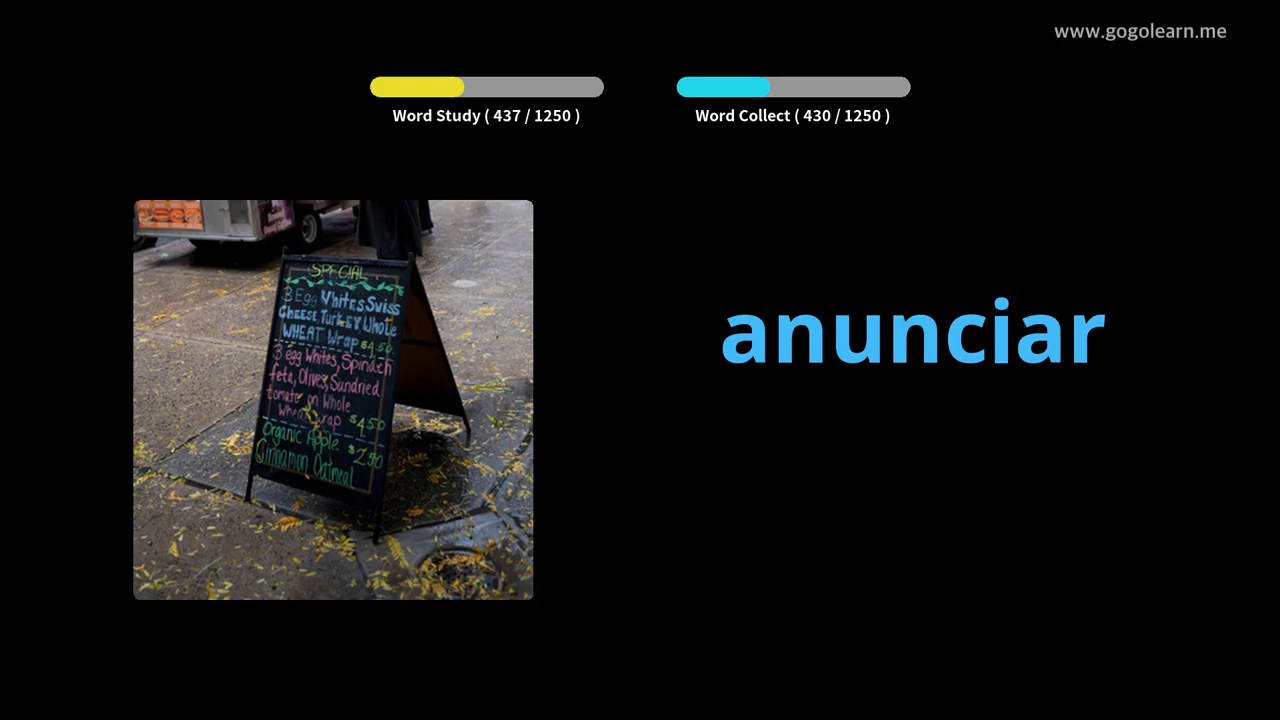 www.gogolearn.me
Word Study ( 437 / 1250 )
Word Collect ( 430 / 1250 )
anunciar
SPECIAL
3 Egg Whites, Swiss
Cheese, Turkey Whole
WHEAT Wrap $4.50
3 egg Whites, Spinach
feta, Olives, Sundried
tomato on Whole
Wheat Wrap $4.50
Organic Apple
Cinnamon Oatmeal $2.50